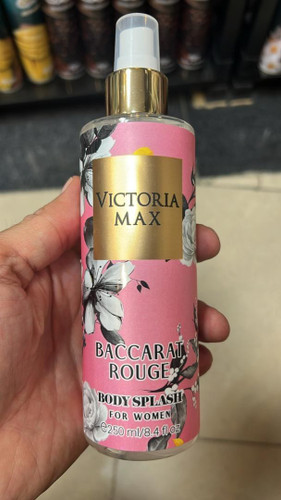 VICTORIA
MAX
BACCARAT
ROUGE
BODY SPLASH
FOR WOMEN
℮250 ml/8.4 fl oz